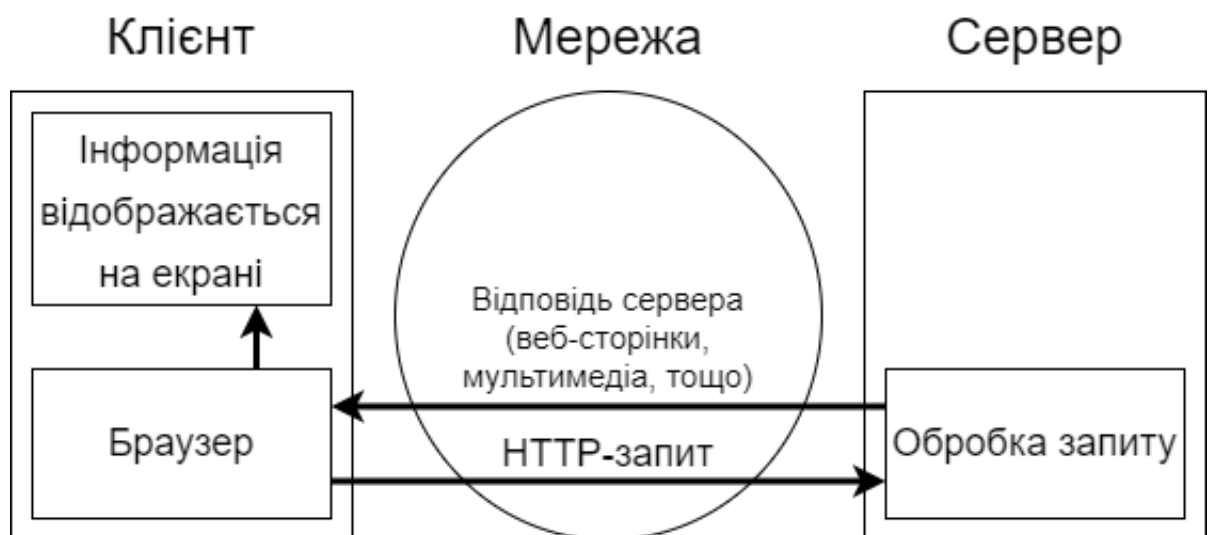 Клієнт
Мережа
Сервер
Інформація
відображається
на екрані
Відповідь сервера
(веб-сторінки,
мультимедіа, тощо)
Браузер
HTTP-запит
Обробка запиту